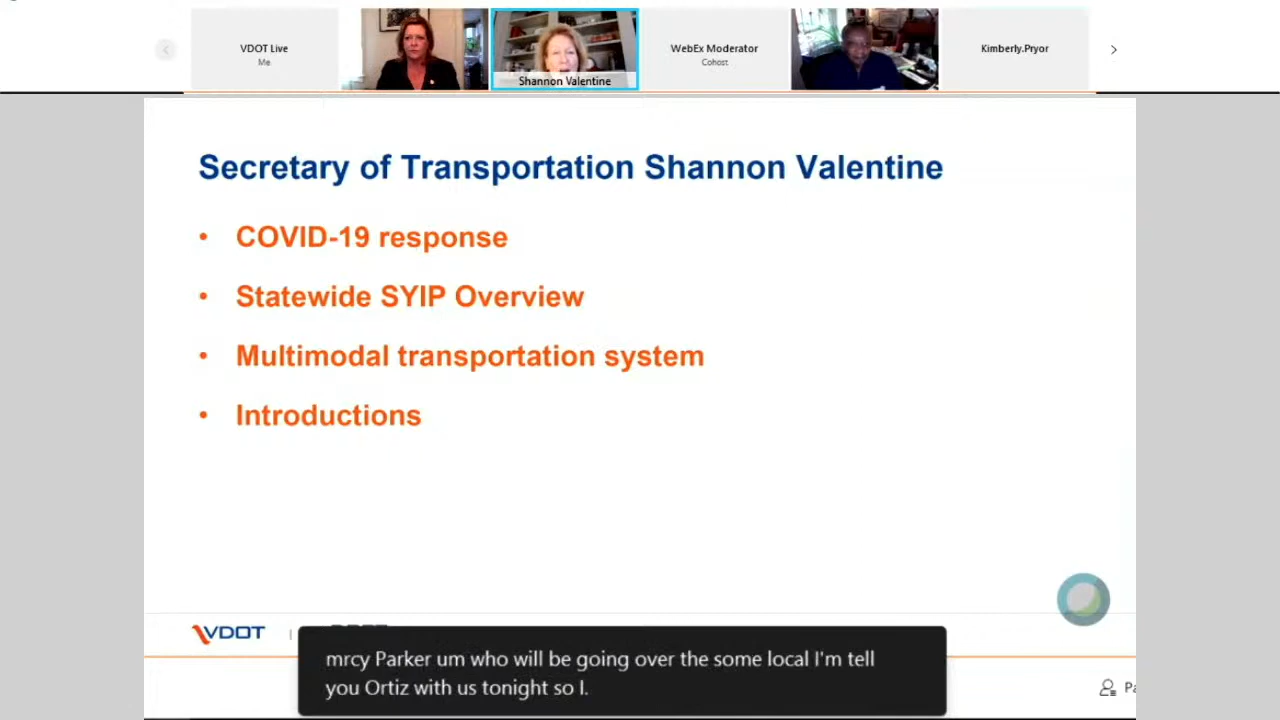 VDOT Live
Me
Shannon Valentine
WebEx Moderator
Cohost
Kimberly.Pryor
Secretary of Transportation Shannon Valentine
• COVID-19 response
• Statewide SYIP Overview
• Multimodal transportation system
• Introductions
VDOT
mrcy Parker um who will be going over the some local I'm tell
you Ortiz with us tonight so I.